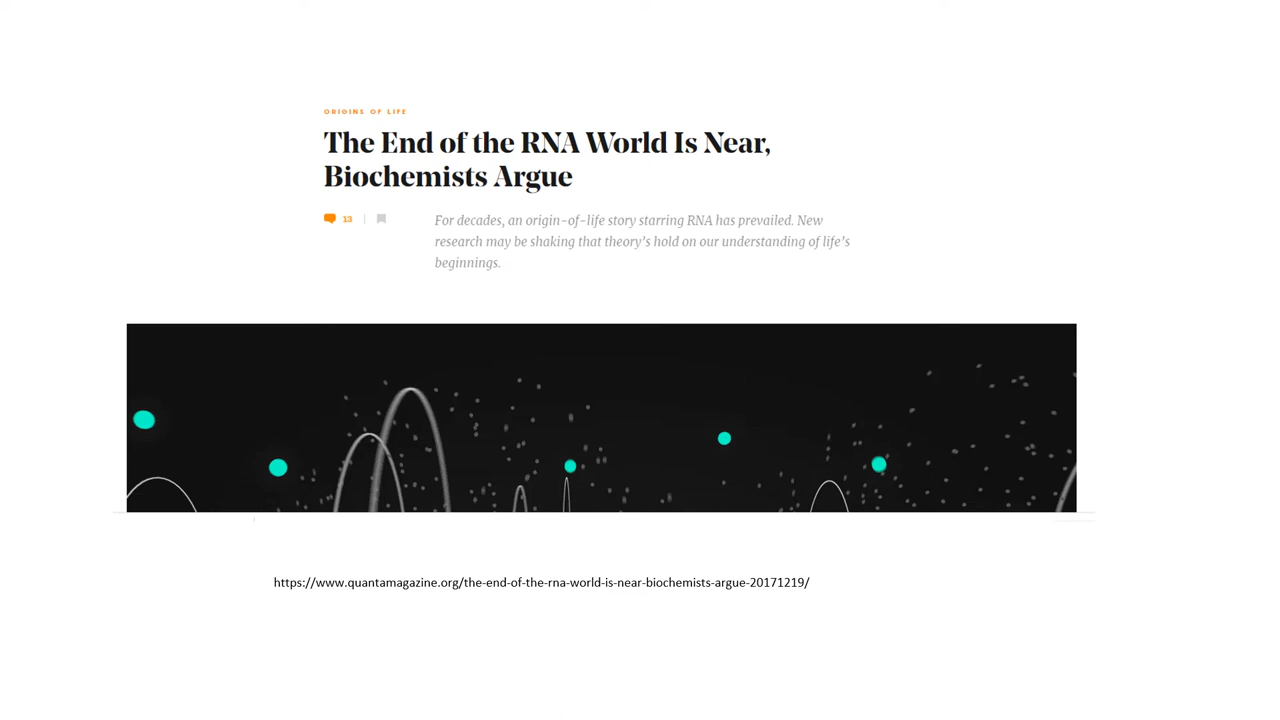 ORIGINS OF LIFE
The End of the RNA World Is Near,
Biochemists Argue
13
For decades, an origin-of-life story starring RNA has prevailed. New
research may be shaking that theory's hold on our understanding of life's
beginnings.
https://www.quantamagazine.org/the-end-of-the-rna-world-is-near-biochemists-argue-20171219/